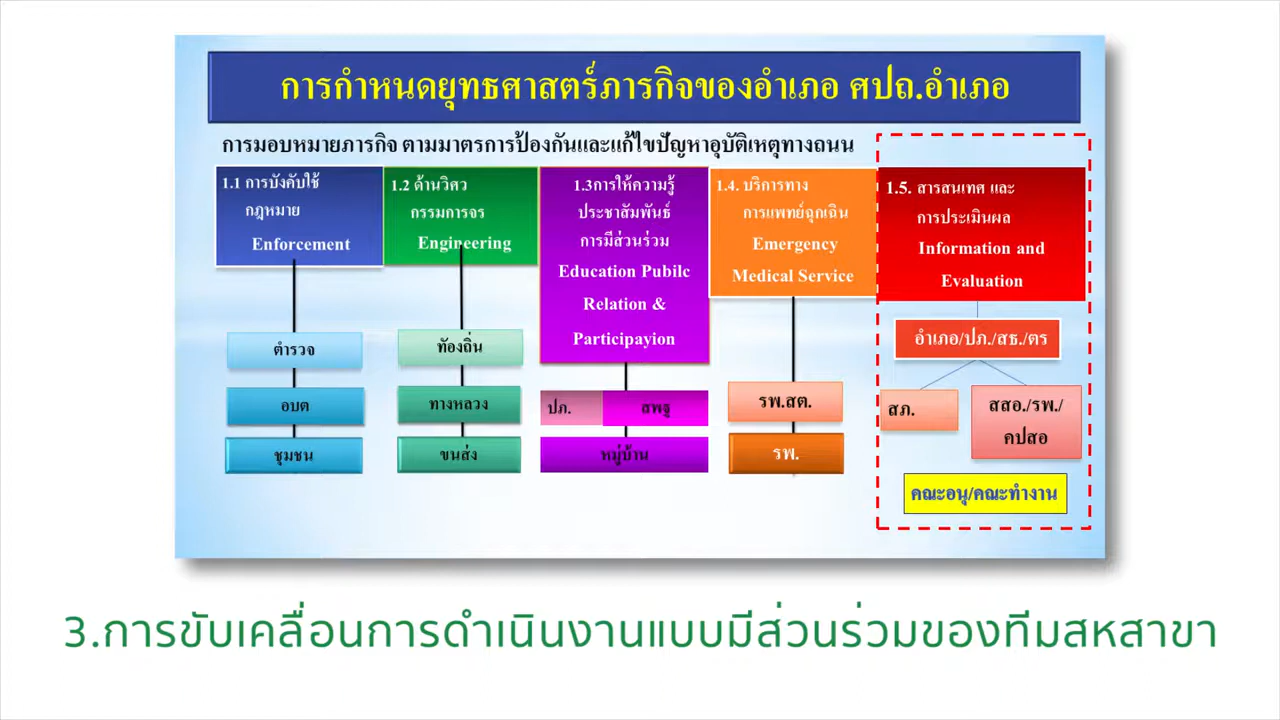 การกำหนดยุทธศาสตร์ภารกิจของอำเภอ ศปถ.อำเภอ
การมอบหมายภารกิจ ตามมาตรการป้องกันและแก้ไขปัญหาอุบัติเหตุทางถนน
1.1 การบังคับใช้
กฎหมาย
Enforcement
ตำรวจ
อบต
ชุมชน
1.2 ด้านวิศว
กรรมการจร
Engineering
ท้องถิ่น
ทางหลวง
ขนส่ง
1.3การให้ความรู้
ประชาสัมพันธ์
การมีส่วนร่วม
Education Pubilc
Relation &
Participayion
ปภ.
สพฐ
หมู่บ้าน
1.4. บริการทาง
การแพทย์ฉุกเฉิน
Emergency
Medical Service
รพ.สต.
รพ.
1.5. สารสนเทศ และ
การประเมินผล
Information and
Evaluation
อำเภอ/ปภ./สธ./ตร
สภ.
สสอ./รพ./
คปสอ
คณะอนุ/คณะทำงาน
3.การขับเคลื่อนการดำเนินงานแบบมีส่วนร่วมของทีมสหสาขา